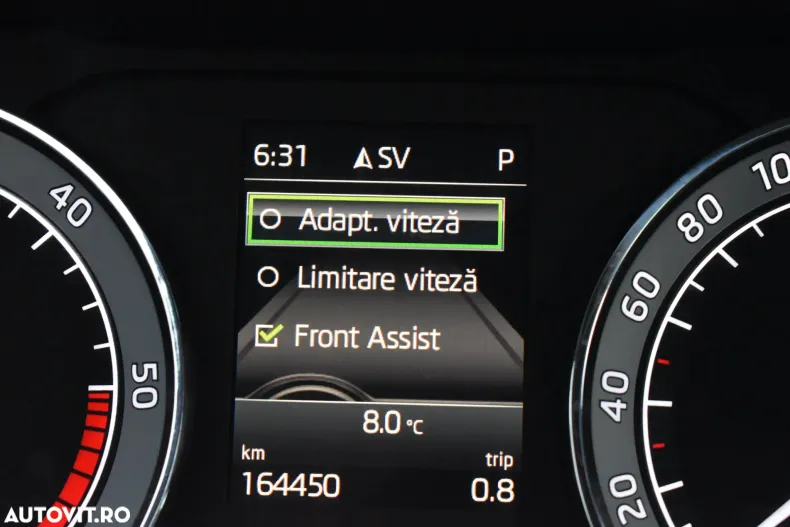 6:31 SV P
Adapt. viteză
Limitare viteză
Front Assist
8.0 °C
km trip
164450 0.8
40
50
100
80
60
40
20
AUTOVIT.RO